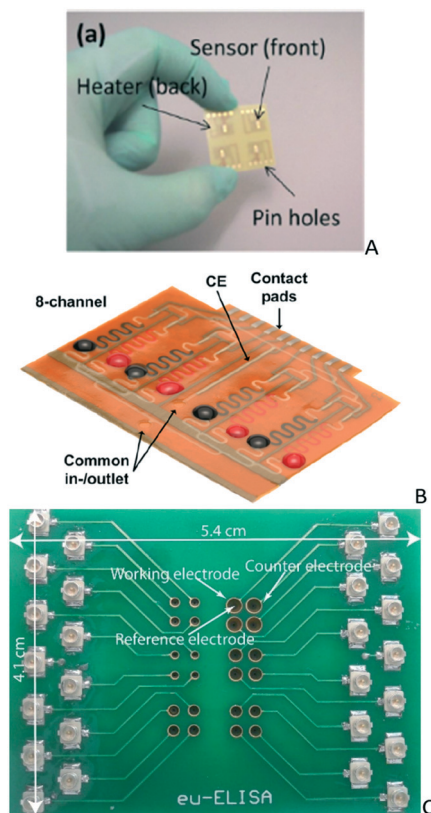 (a)
Sensor (front)
Heater (back)
Pin holes
A
8-channel
CE
Contact
pads
Common
in-/outlet
B
5.4 cm
Working electrode
Counter electrode
Reference electrode
4.1 cm
eu-ELISA
C